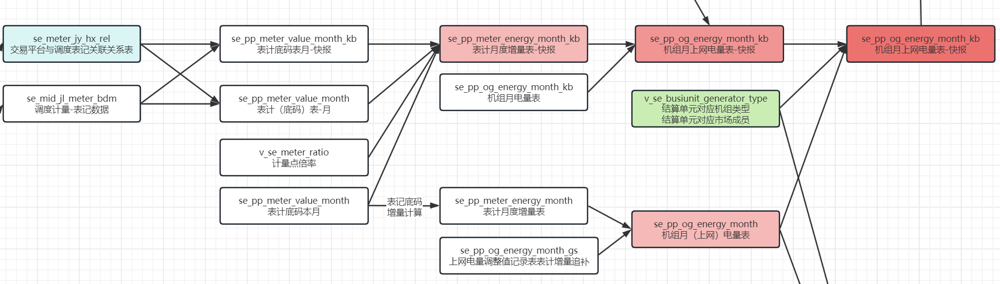 se_meter_jy_hx_rel
交易平台与调度表记关联关系表
se_pp_meter_value_month_kb
表计底码表月-快报
se_pp_meter_energy_month_kb
表计月度增量表-快报
se_pp_og_energy_month_kb
机组月上网电量表-快报
se_pp_og_energy_month_kb
机组月上网电量表-快报
se_mid_jl_meter_bdm
调度计量-表记数据
se_pp_meter_value_month
表计（底码）表-月
se_pp_og_energy_month_kb
机组月电量表
v_se_busiunit_generator_type
结算单元对应机组类型
结算单元对应市场成员
v_se_meter_ratio
计量点倍率
se_pp_meter_value_month
表计底码本月
表记底码
增量计算
se_pp_meter_energy_month
表计月度增量表
se_pp_og_energy_month
机组月（上网）电量表
se_pp_og_energy_month_gs
上网电量调整值记录表表计增量追补